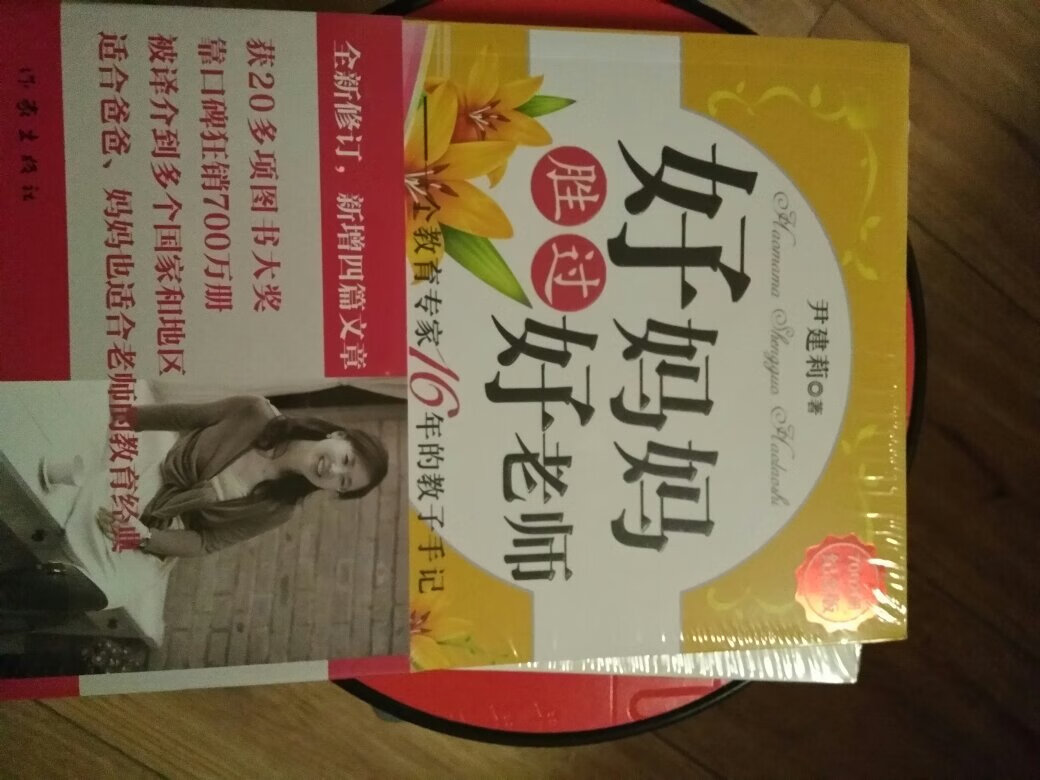 尹建莉◎著
Haomama Shengguo Haolaoshi
好妈妈
胜过
好老师
——一个教育专家16年的教子手记
全新修订，新增四篇文章
获20多项图书大奖
靠口碑狂销700万册
被译介到多个国家和地区
适合爸爸、妈妈也适合老师的教育经典
作家出版社